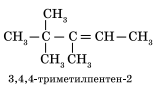 CH₃
CH₃ – C – C = CH – CH₃
CH₃ CH₃
3,4,4-триметилпентен-2